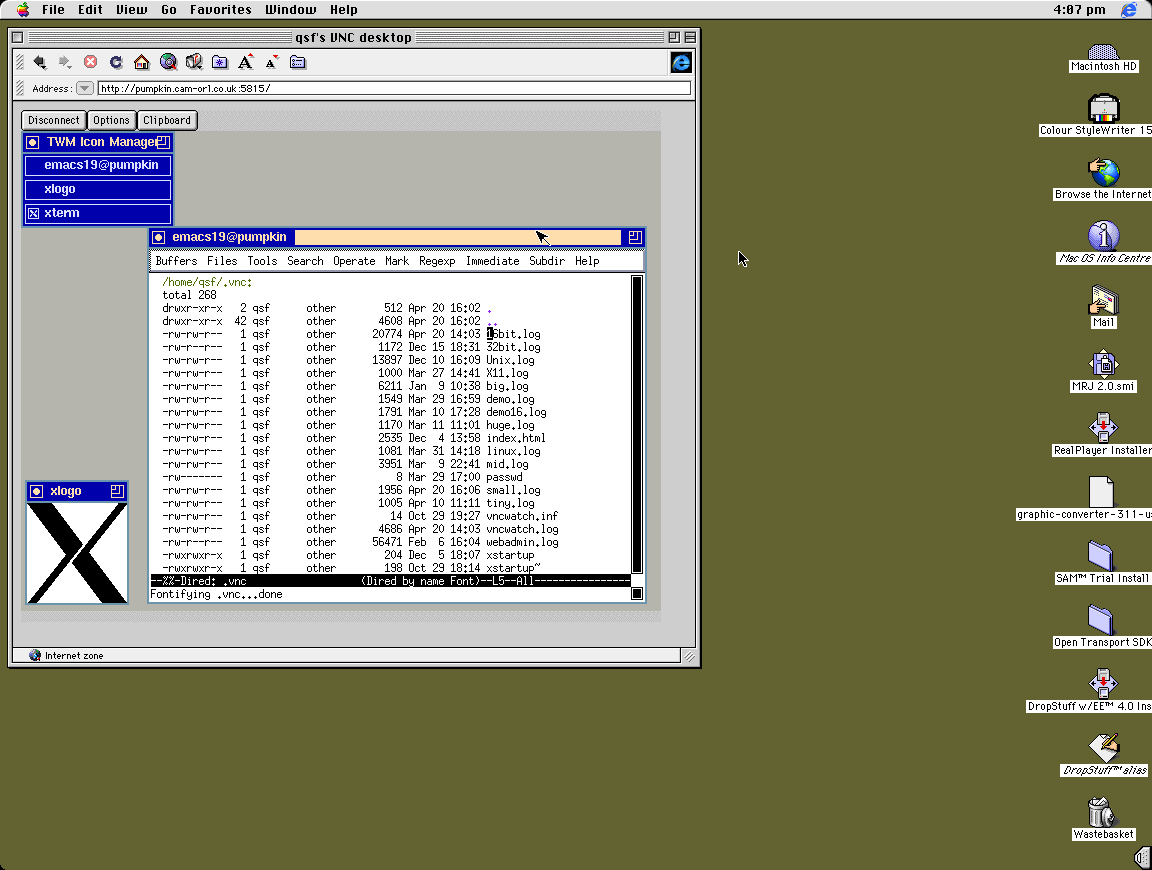 File Edit View Go Favorites Window Help 4:07 pm
qsf's VNC desktop
Address: http://pumpkin.cam-orl.co.uk:5815/
Disconnect Options Clipboard
TWM Icon Manager
emacs19@pumpkin
xlogo
xterm
emacs19@pumpkin
Buffers Files Tools Search Operate Mark Regexp Immediate Subdir Help
/home/qsf/.vnc:
total 268
drwxr-xr-x 2 qsf other 512 Apr 20 16:02 .
drwxr-xr-x 42 qsf other 4608 Apr 20 16:02 ..
-rw-rw-r-- 1 qsf other 20774 Apr 20 14:03 16bit.log
-rw-rw-r-- 1 qsf other 1172 Dec 15 18:31 32bit.log
-rw-rw-r-- 1 qsf other 13897 Dec 10 16:09 Unix.log
-rw-rw-r-- 1 qsf other 1000 Mar 27 14:41 X11.log
-rw-rw-r-- 1 qsf other 6211 Jan 9 10:38 big.log
-rw-rw-r-- 1 qsf other 1549 Mar 29 16:59 demo.log
-rw-rw-r-- 1 qsf other 1791 Mar 10 17:28 demo16.log
-rw-rw-r-- 1 qsf other 1170 Mar 11 11:01 huge.log
-rw-rw-r-- 1 qsf other 2535 Dec 4 13:58 index.html
-rw-rw-r-- 1 qsf other 1081 Mar 31 14:18 linux.log
-rw-rw-r-- 1 qsf other 3951 Mar 9 22:41 mid.log
-rw------- 1 qsf other 8 Mar 29 17:00 passwd
-rw-rw-r-- 1 qsf other 1956 Apr 20 16:06 small.log
-rw-rw-r-- 1 qsf other 1005 Apr 10 11:11 tiny.log
-rw-rw-r-- 1 qsf other 14 Oct 29 19:27 vncwatch.inf
-rw-rw-r-- 1 qsf other 4686 Apr 20 14:03 vncwatch.log
-rw-r--r-- 1 qsf other 56471 Feb 6 16:04 webadmin.log
-rwxrwxr-x 1 qsf other 204 Dec 5 18:07 xstartup
-rwxrwxr-x 1 qsf other 198 Oct 29 18:14 xstartup~
--%%-Dired: .vnc (Dired by name Font)--L5--All----------------
Fontifying .vnc...done
xlogo
Internet zone
Macintosh HD
Colour StyleWriter 15
Browse the Internet
Mac OS Info Centre
Mail
MRJ 2.0.smi
RealPlayer Installer
graphic-converter-311-us
SAM™ Trial Install
Open Transport SDK
DropStuff w/EE™ 4.0 Ins
DropStuff™ alias
Wastebasket